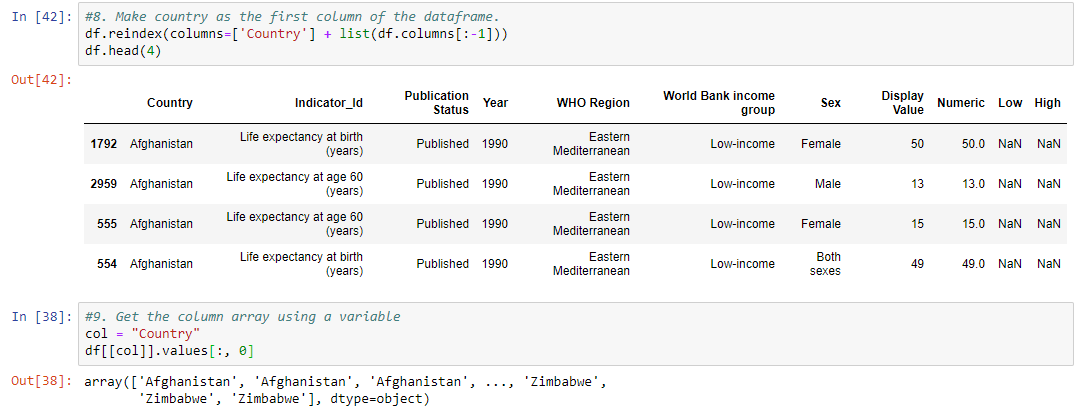 In [42]: #8. Make country as the first column of the dataframe.
df.reindex(columns=['Country'] + list(df.columns[:-1]))
df.head(4)
Out[42]:
Country Indicator_Id Publication Status Year WHO Region World Bank income group Sex Display Value Numeric Low High
1792 Afghanistan Life expectancy at birth (years) Published 1990 Eastern Mediterranean Low-income Female 50 50.0 NaN NaN
2959 Afghanistan Life expectancy at age 60 (years) Published 1990 Eastern Mediterranean Low-income Male 13 13.0 NaN NaN
555 Afghanistan Life expectancy at age 60 (years) Published 1990 Eastern Mediterranean Low-income Female 15 15.0 NaN NaN
554 Afghanistan Life expectancy at birth (years) Published 1990 Eastern Mediterranean Low-income Both sexes 49 49.0 NaN NaN
In [38]: #9. Get the column array using a variable
col = "Country"
df[[col]].values[:, 0]
Out[38]: array(['Afghanistan', 'Afghanistan', 'Afghanistan', ..., 'Zimbabwe',
'Zimbabwe', 'Zimbabwe'], dtype=object)